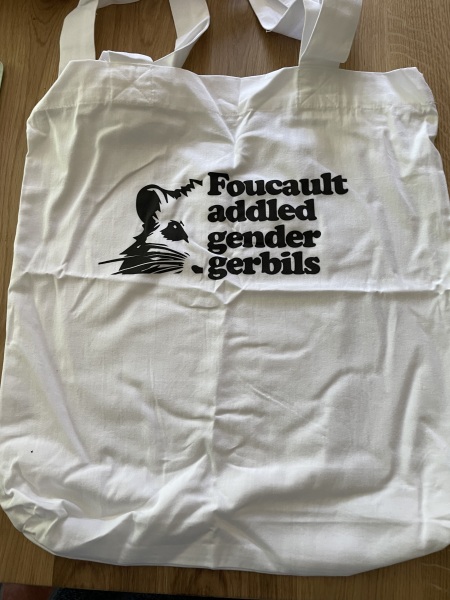 Foucault
addled
gender
gerbils